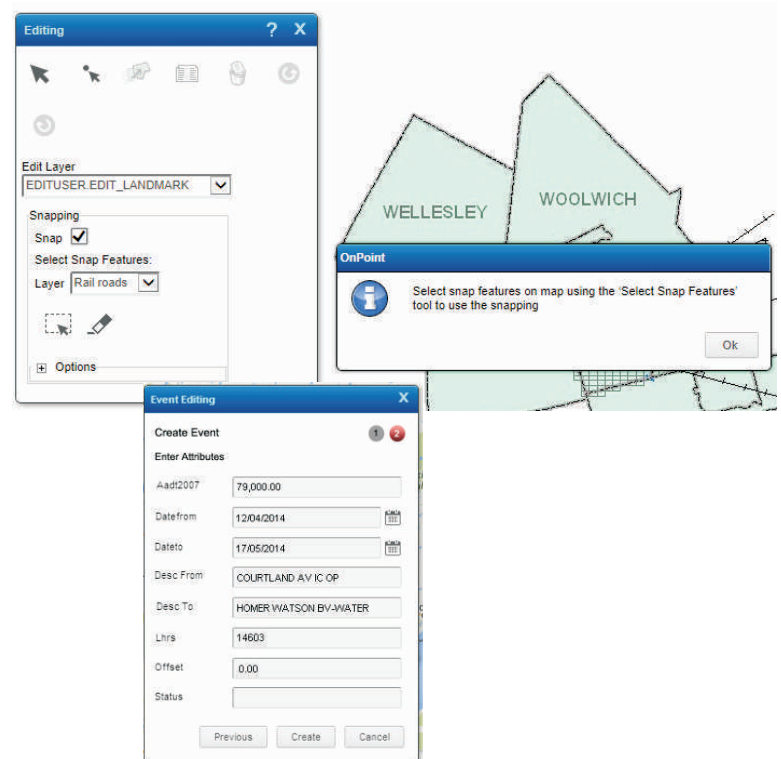 Editing ? X
Edit Layer
EDITUSER.EDIT_LANDMARK
Snapping
Snap
Select Snap Features:
Layer Rail roads
Options
WELLESLEY
WOOLWICH
OnPoint
Select snap features on map using the 'Select Snap Features'
tool to use the snapping
Ok
Event Editing X
Create Event 1 2
Enter Attributes
Aadt2007 79,000.00
Datefrom 12/04/2014
Dateto 17/05/2014
Desc From COURTLAND AV IC OP
Desc To HOMER WATSON BV-WATER
Lhrs 14603
Offset 0.00
Status
Previous Create Cancel